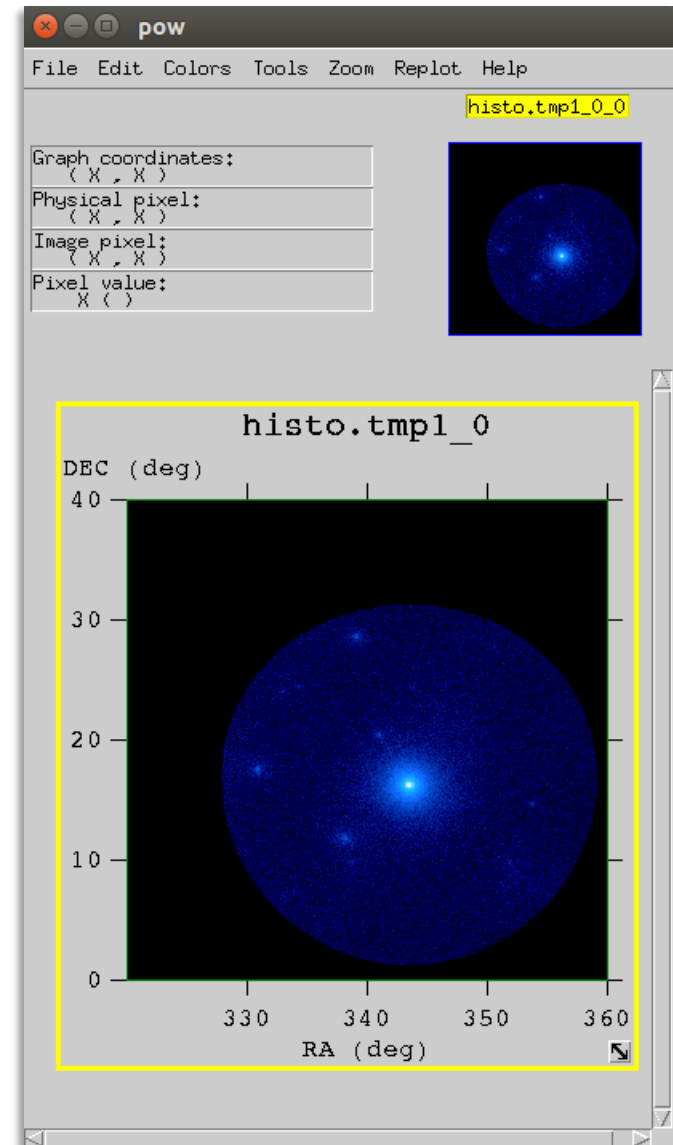 pow
File Edit Colors Tools Zoom Replot Help
histo.tmp1_0_0
Graph coordinates:
( X , X )
Physical pixel:
( X , X )
Image pixel:
( X , X )
Pixel value:
X ( )
histo.tmp1_0
DEC (deg)
40
30
20
10
0
330 340 350 360
RA (deg)